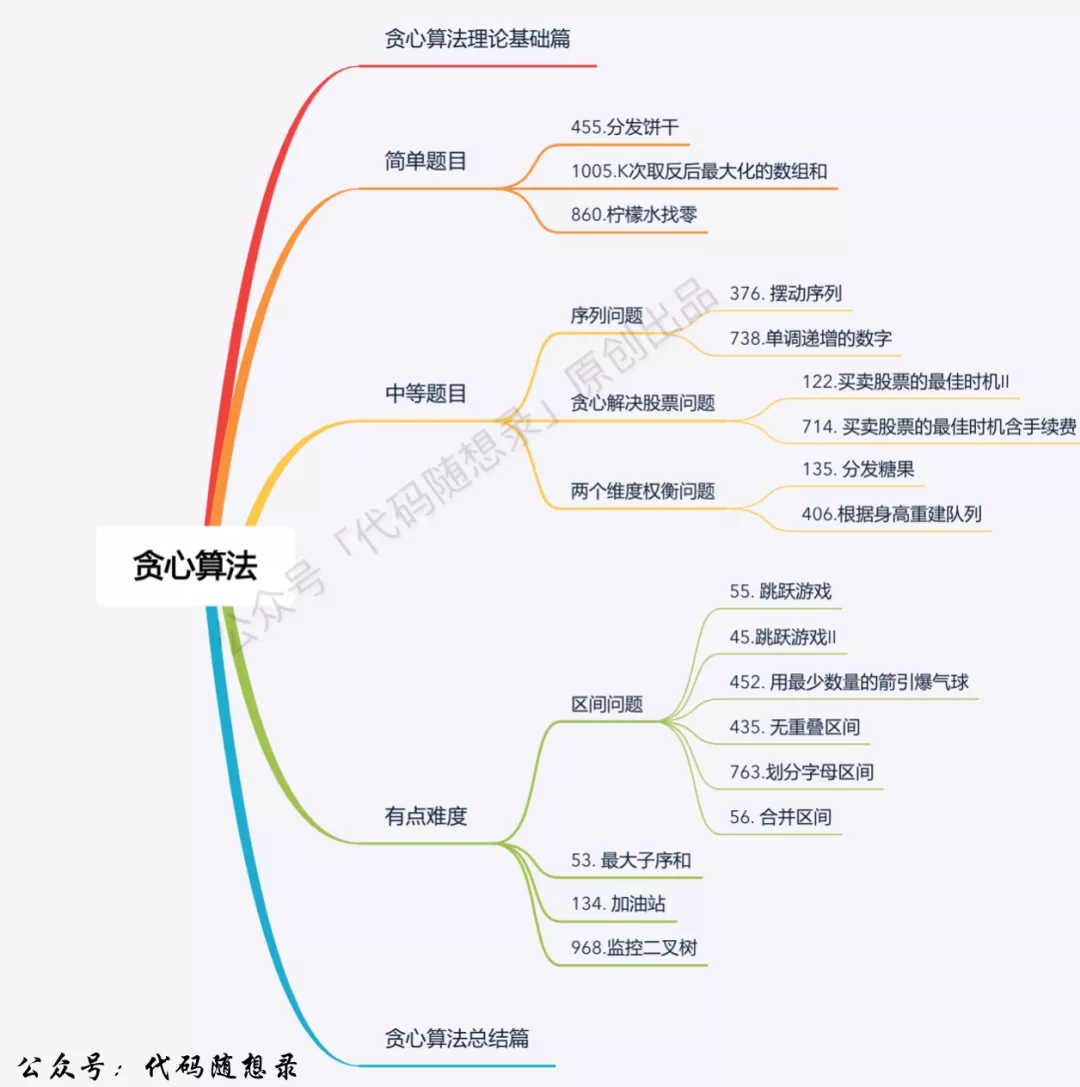 贪心算法理论基础篇
简单题目
455.分发饼干
1005.K次取反后最大化的数组和
860.柠檬水找零
中等题目
序列问题
376. 摆动序列
738.单调递增的数字
贪心解决股票问题
122.买卖股票的最佳时机II
714. 买卖股票的最佳时机含手续费
两个维度权衡问题
135. 分发糖果
406.根据身高重建队列
贪心算法
有点难度
区间问题
55. 跳跃游戏
45.跳跃游戏II
452. 用最少数量的箭引爆气球
435. 无重叠区间
763.划分字母区间
56. 合并区间
53. 最大子序和
134. 加油站
968.监控二叉树
贪心算法总结篇
公众号「代码随想录」原创出品
公众号：代码随想录